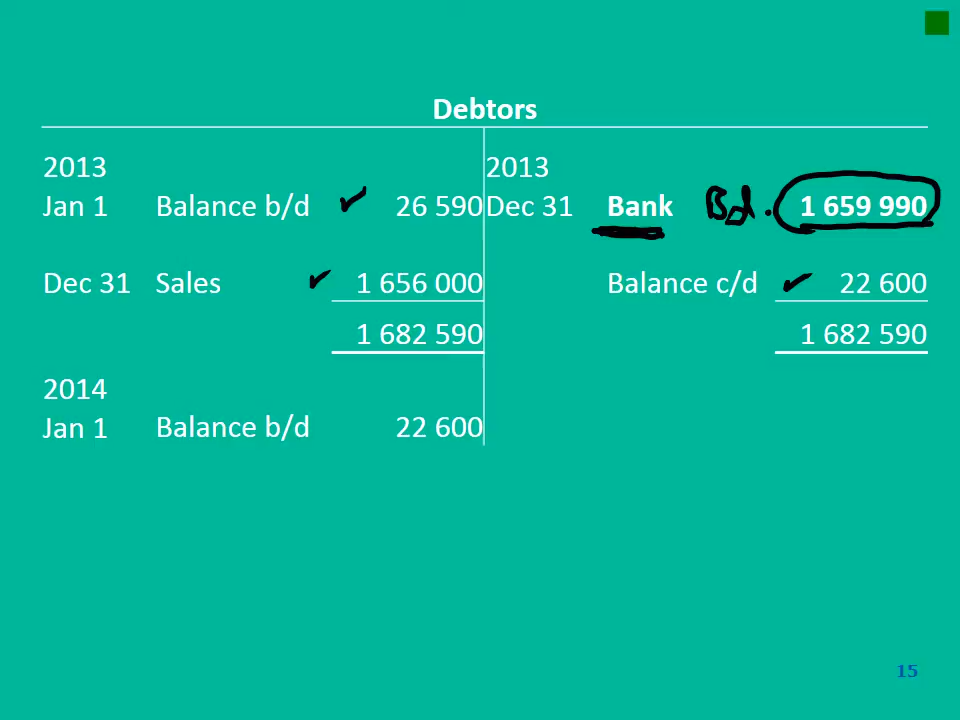 Debtors
2013 2013
Jan 1 Balance b/d 26 590 Dec 31 Bank 1 659 990
Dec 31 Sales 1 656 000 Balance c/d 22 600
1 682 590 1 682 590
2014
Jan 1 Balance b/d 22 600
15